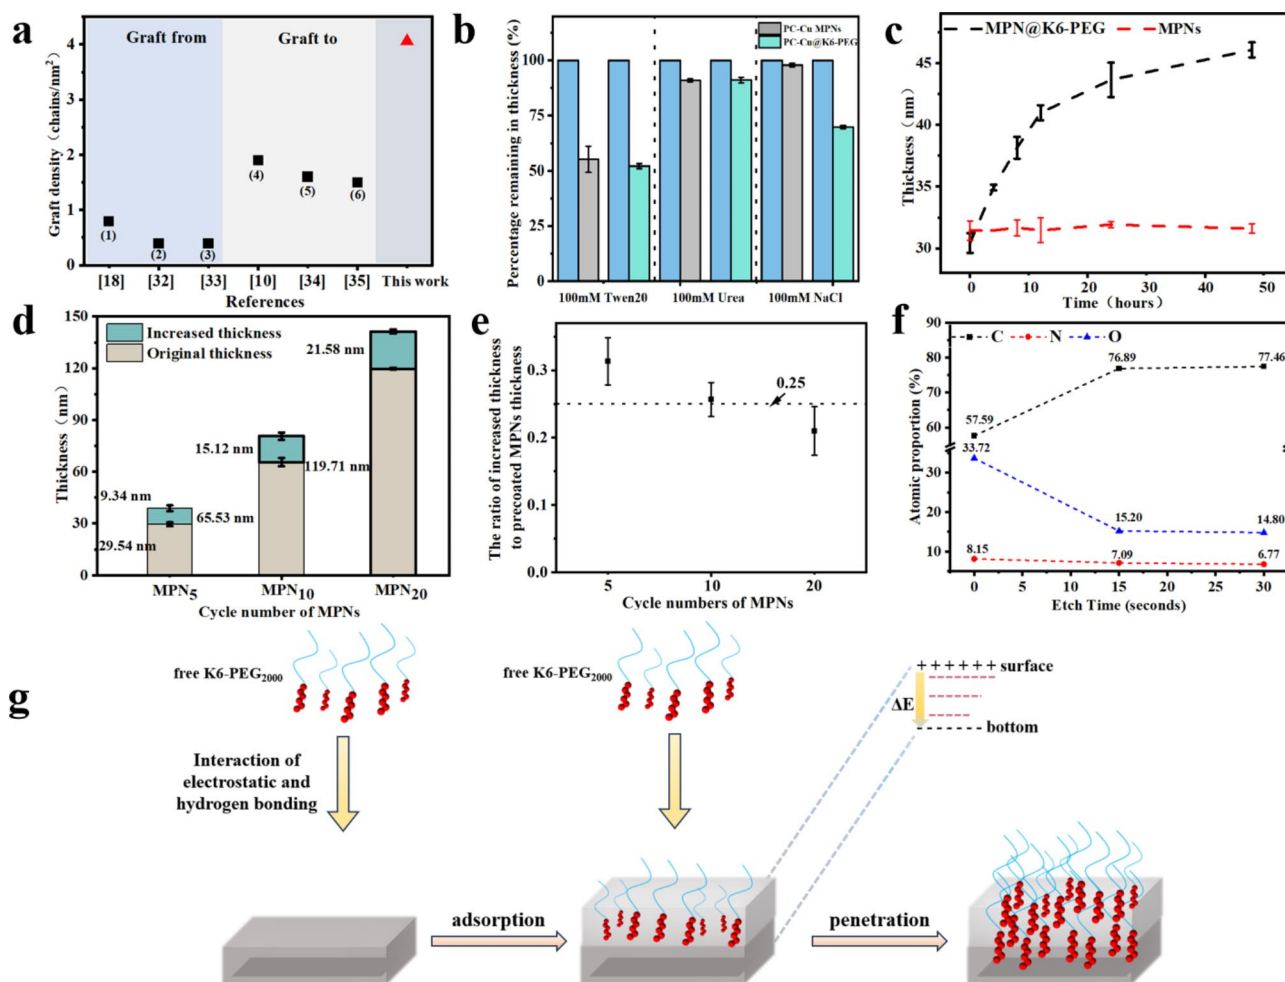 a
Graft density (chains/nm²)
4
3
2
1
0
Graft from
Graft to
(1)
(2)
(3)
(4)
(5)
(6)
[18]
[32]
[33]
[10]
[34]
[35]
This work
References
b
Percentage remaining in thickness (%)
PC-Cu MPNs
PC-Cu@K6-PEG
100
75
50
25
0
100mM Twen20
100mM Urea
100mM NaCl
c
Thickness (nm)
MPN@K6-PEG
MPNs
45
40
35
30
0
10
20
30
40
50
Time (hours)
d
Thickness (nm)
150
120
90
60
30
0
Increased thickness
Original thickness
21.58 nm
15.12 nm
119.71 nm
9.34 nm
65.53 nm
29.54 nm
MPN5
MPN10
MPN20
Cycle number of MPNs
e
The ratio of increased thickness
to precoated MPNs thickness
0.3
0.2
0.1
0.0
0.25
5
10
20
Cycle numbers of MPNs
f
Atomic proportion (%)
C
N
O
90
80
70
60
30
20
10
57.59
76.89
77.46
33.72
15.20
14.80
8.15
7.09
6.77
0
5
10
15
20
25
30
Etch Time (seconds)
g
free K6-PEG2000
Interaction of
electrostatic and
hydrogen bonding
adsorption
free K6-PEG2000
++++++ surface
ΔE
bottom
penetration